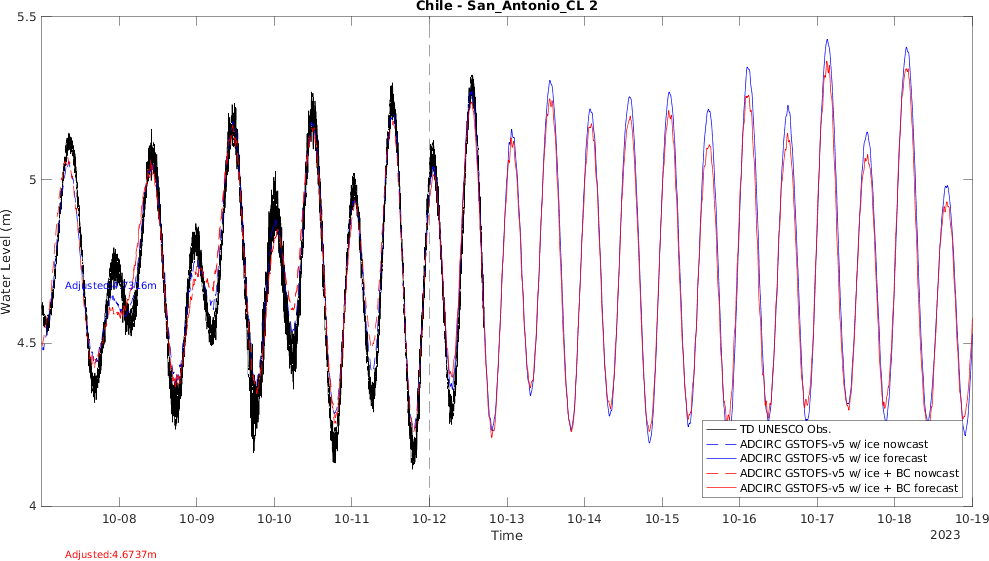 Chile - San_Antonio_CL 2
5.5
5
4.5
4
Water Level (m)
Adjusted:4.7316m
TD UNESCO Obs.
ADCIRC GSTOFS-v5 w/ ice nowcast
ADCIRC GSTOFS-v5 w/ ice forecast
ADCIRC GSTOFS-v5 w/ ice + BC nowcast
ADCIRC GSTOFS-v5 w/ ice + BC forecast
10-08 10-09 10-10 10-11 10-12 10-13 10-14 10-15 10-16 10-17 10-18 10-19
Time
2023
Adjusted:4.6737m